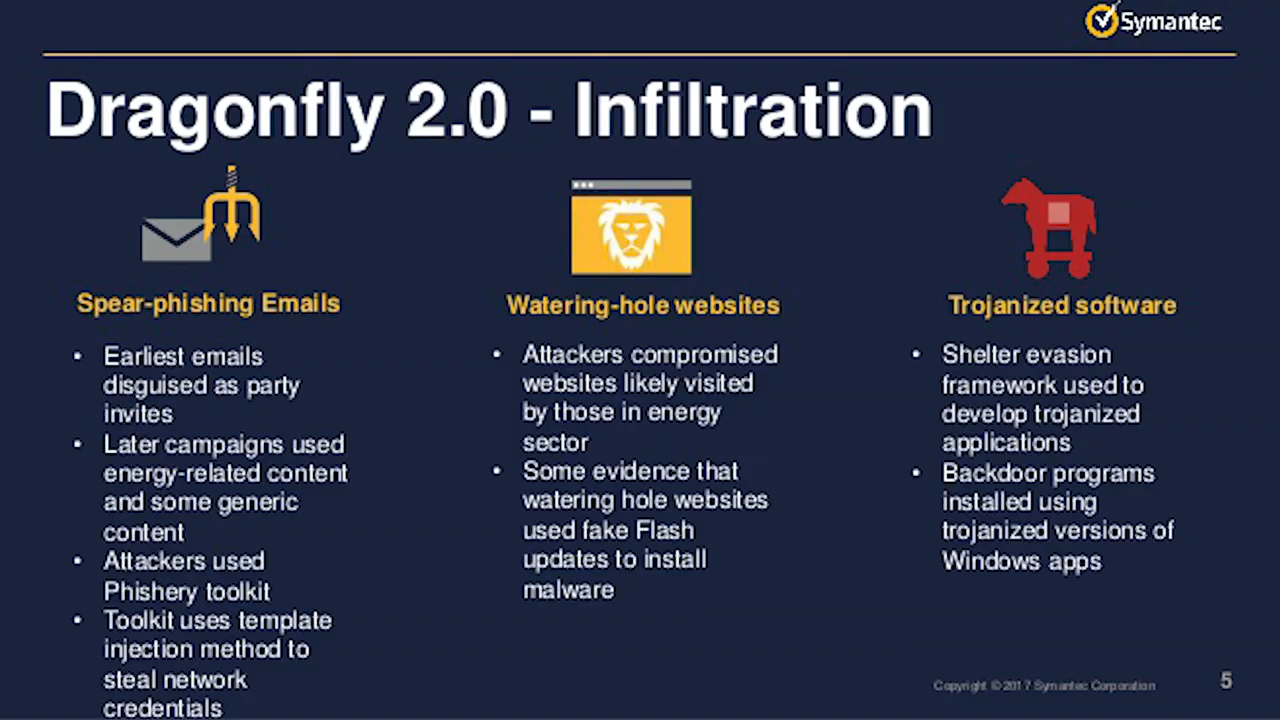 Symantec
Dragonfly 2.0 - Infiltration
Spear-phishing Emails
• Earliest emails
disguised as party
invites
• Later campaigns used
energy-related content
and some generic
content
• Attackers used
Phishery toolkit
• Toolkit uses template
injection method to
steal network
credentials
Watering-hole websites
• Attackers compromised
websites likely visited
by those in energy
sector
• Some evidence that
watering hole websites
used fake Flash
updates to install
malware
Trojanized software
• Shelter evasion
framework used to
develop trojanized
applications
• Backdoor programs
installed using
trojanized versions of
Windows apps
Copyright © 2017 Symantec Corporation
5